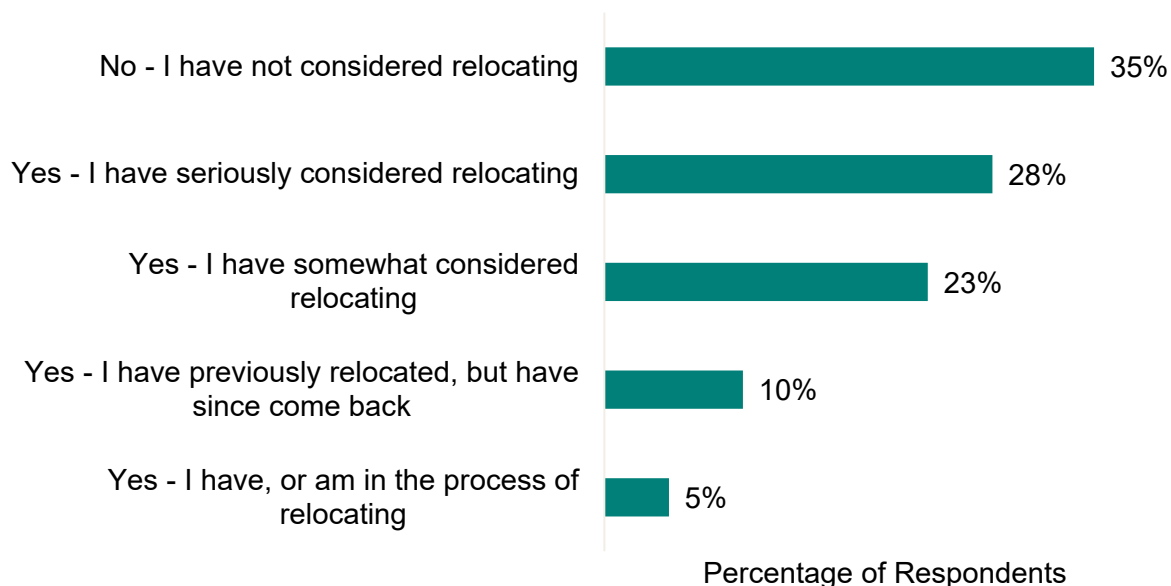 No - I have not considered relocating
35%
Yes - I have seriously considered relocating
28%
Yes - I have somewhat considered
relocating
23%
Yes - I have previously relocated, but have
since come back
10%
Yes - I have, or am in the process of
relocating
5%
Percentage of Respondents